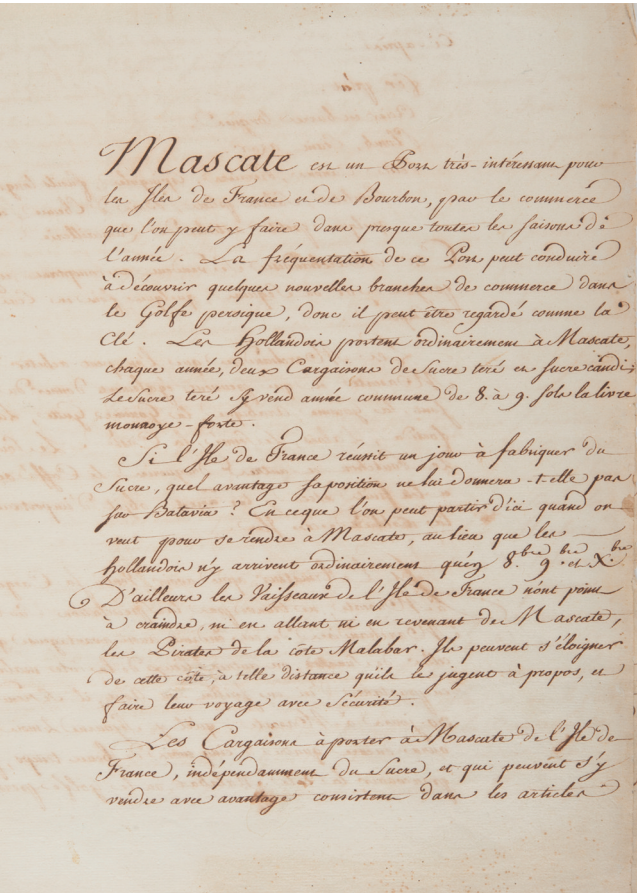 Mascate est un Port très-intéressant pour
les Iles de France et de Bourbon, par le commerce
que l'on peut y faire dans presque toutes les saisons de
l'année. La fréquentation de ce Port peut conduire
à découvrir quelques nouvelles branches de commerce dans
le Golfe persique, donc il peut être regardé comme la
Clé. Les Hollandois portent ordinairement à Mascate,
chaque année, deux Cargaisons de Sucre teré et sucre candi;
Le Sucre teré s'y vend année commune de 8. à 9. sols la livre
monnoye-forte.
Si l'Ile de France réussit un jour à fabriquer du
Sucre, quel avantage sa position ne lui donnera-t-elle pas
sur Batavia? En ce que l'on peut partir d'ici quand on
veut pour se rendre à Mascate, au lieu que les
Hollandois n'y arrivent ordinairement qu'en 8.bre 9.bre et X.bre
D'ailleurs les Vaisseaux de l'Ile de France n'ont point
à craindre, ni en allant ni en revenant de Mascate,
les Pirates de la côte Malabar. Ils peuvent s'éloigner
de cette côte, à telle distance qu'ils le jugent à propos, et
faire leur voyage avec Sécurité.
Les Cargaisons à porter à Mascate de l'Ile de
France, indépendamment du Sucre, et qui peuvent s'y
vendre avec avantage consistent dans les articles